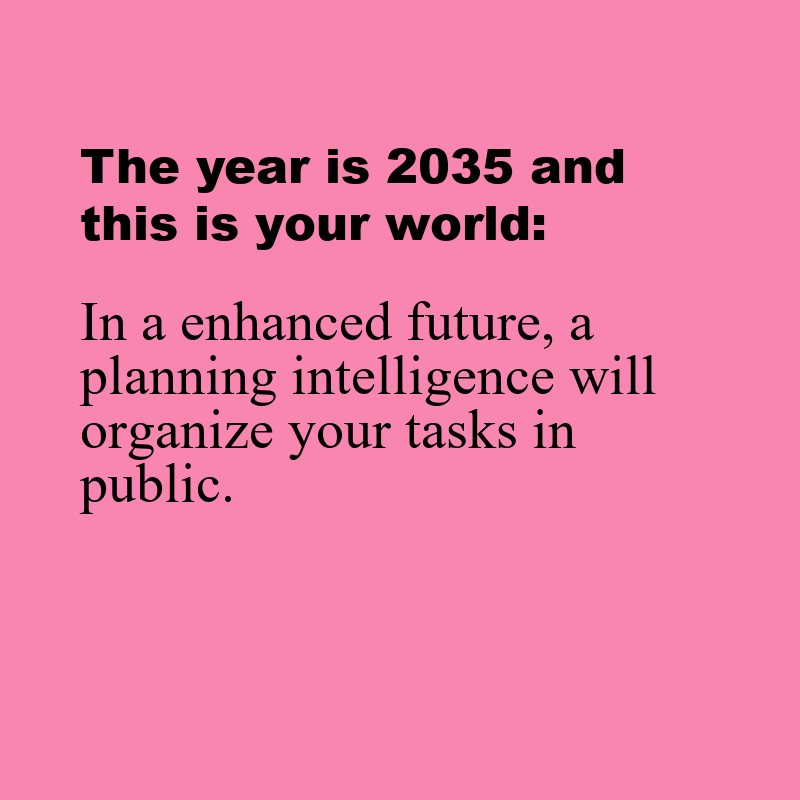 The year is 2035 and
this is your world:
In a enhanced future, a
planning intelligence will
organize your tasks in
public.